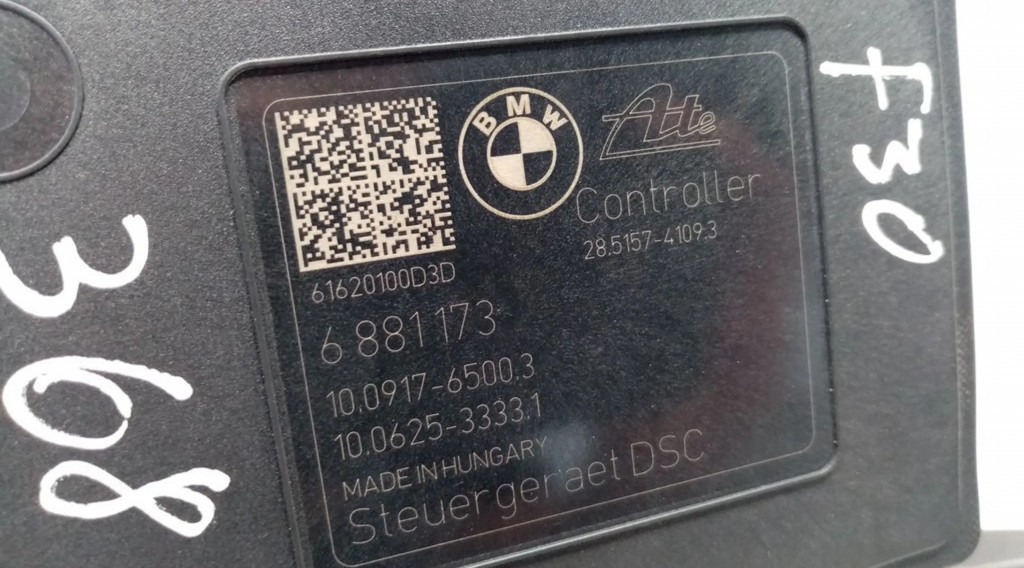 BMW
Ate
Controller
28.5157-4109.3
61620100D3D
6 881 173
10.0917-6500.3
10.0625-3333.1
MADE IN HUNGARY
Steuergeraet DSC
368
F30